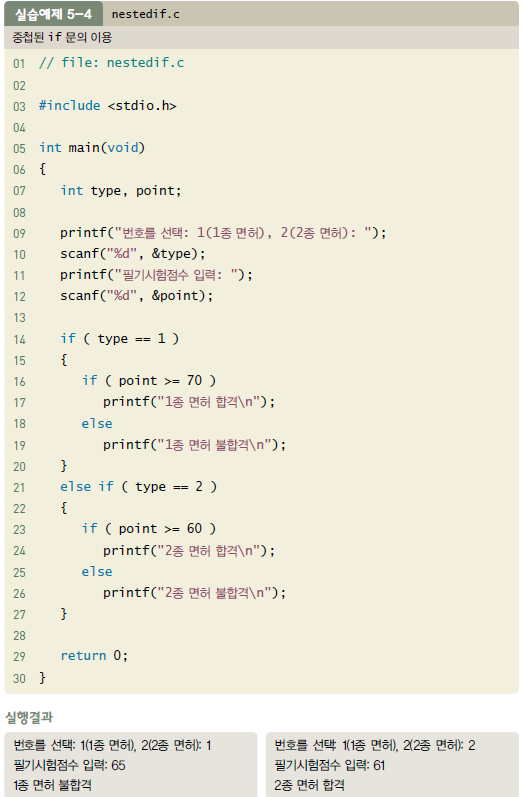 실습예제 5-4 nestedif.c
중첩된 if 문의 이용
01 // file: nestedif.c
02
03 #include <stdio.h>
04
05 int main(void)
06 {
07 int type, point;
08
09 printf("번호를 선택: 1(1종 면허), 2(2종 면허): ");
10 scanf("%d", &type);
11 printf("필기시험점수 입력: ");
12 scanf("%d", &point);
13
14 if ( type == 1 )
15 {
16 if ( point >= 70 )
17 printf("1종 면허 합격\n");
18 else
19 printf("1종 면허 불합격\n");
20 }
21 else if ( type == 2 )
22 {
23 if ( point >= 60 )
24 printf("2종 면허 합격\n");
25 else
26 printf("2종 면허 불합격\n");
27 }
28
29 return 0;
30 }
실행결과
번호를 선택: 1(1종 면허), 2(2종 면허): 1
필기시험점수 입력: 65
1종 면허 불합격
번호를 선택: 1(1종 면허), 2(2종 면허): 2
필기시험점수 입력: 61
2종 면허 합격